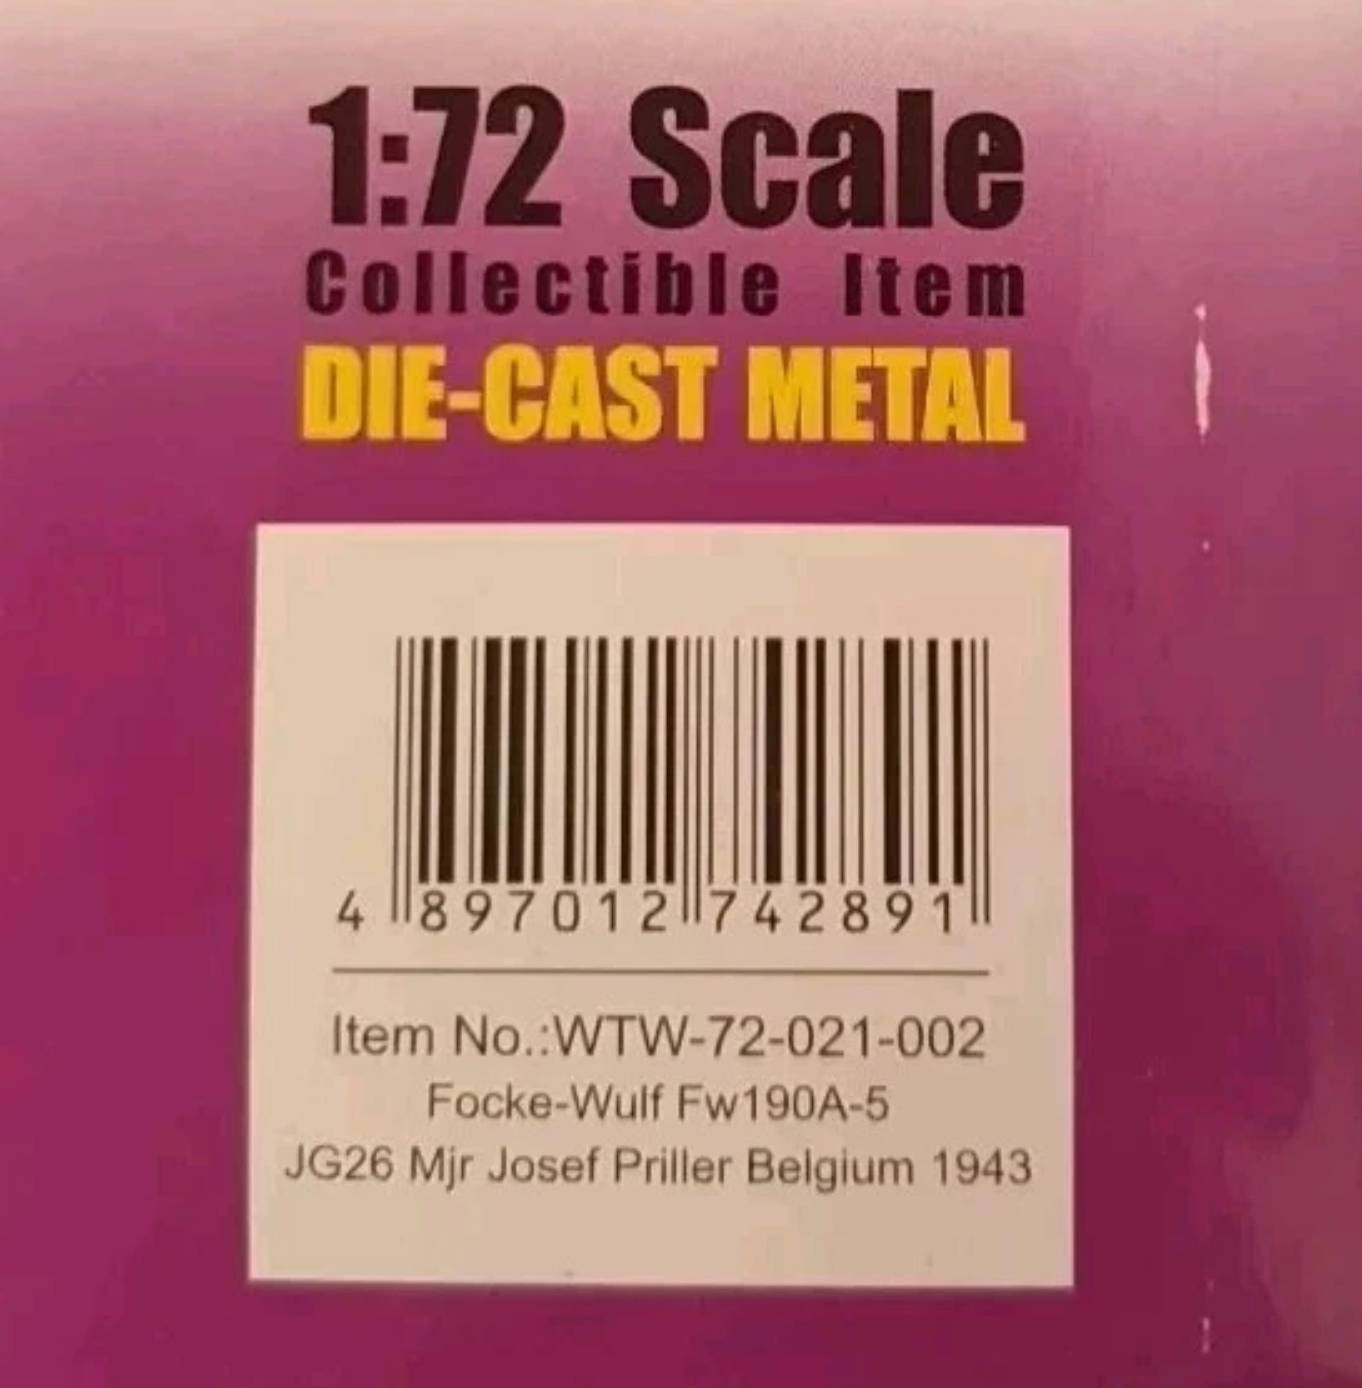 1:72 Scale
Collectible Item
DIE-CAST METAL
4 897012 742891
Item No.:WTW-72-021-002
Focke-Wulf Fw190A-5
JG26 Mjr Josef Priller Belgium 1943